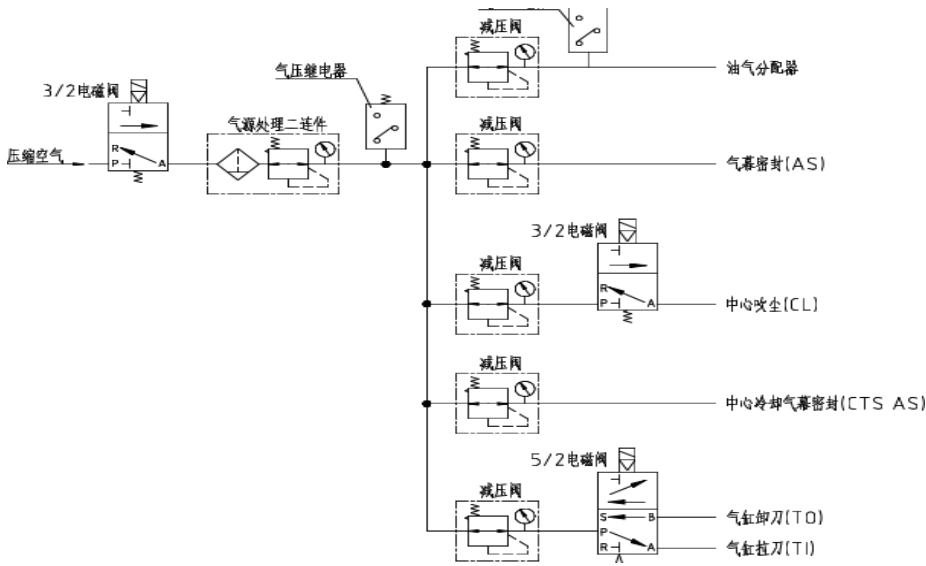 减压阀
油气分配器
气压继电器
3/2电磁阀
气源处理二连件
减压阀
压缩空气
R
P
A
气幕密封(AS)
3/2电磁阀
减压阀
R
P
A
中心吹尘(CL)
减压阀
中心冷却气幕密封(CTS AS)
5/2电磁阀
减压阀
S
B
气缸卸刀(TO)
P
R
A
气缸拉刀(TI)